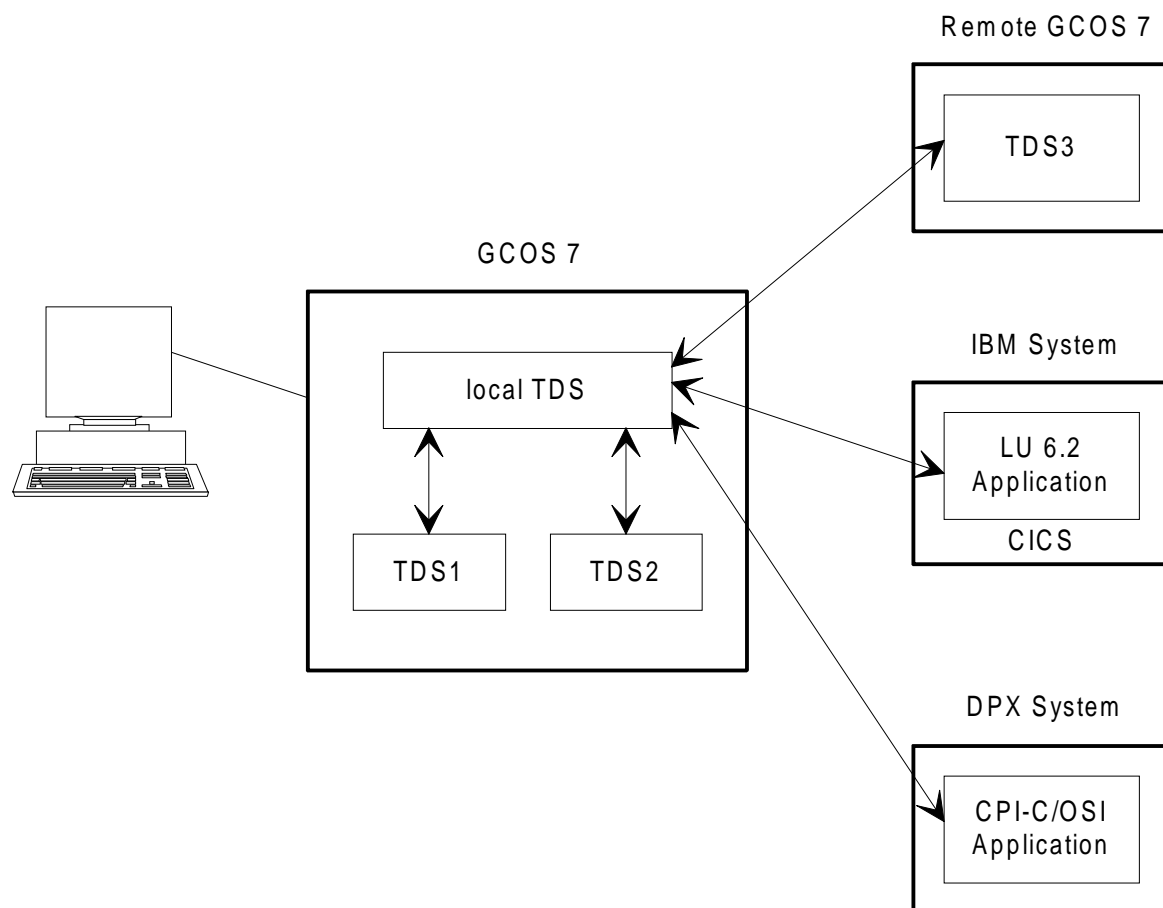 Remote GCOS 7
TDS3
GCOS 7
local TDS
TDS1
TDS2
IBM System
LU 6.2
Application
CICS
DPX System
CPI-C/OSI
Application